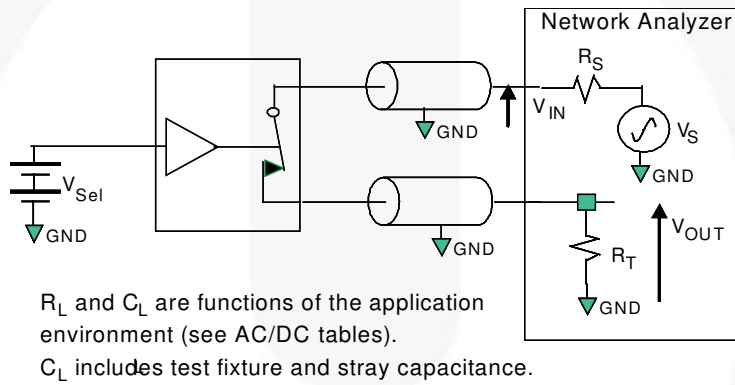 Network Analyzer
R_S
V_IN
GND
V_S
GND
V_Sel
GND
GND
V_OUT
R_T
GND
R_L and C_L are functions of the application
environment (see AC/DC tables).
C_L includes test fixture and stray capacitance.